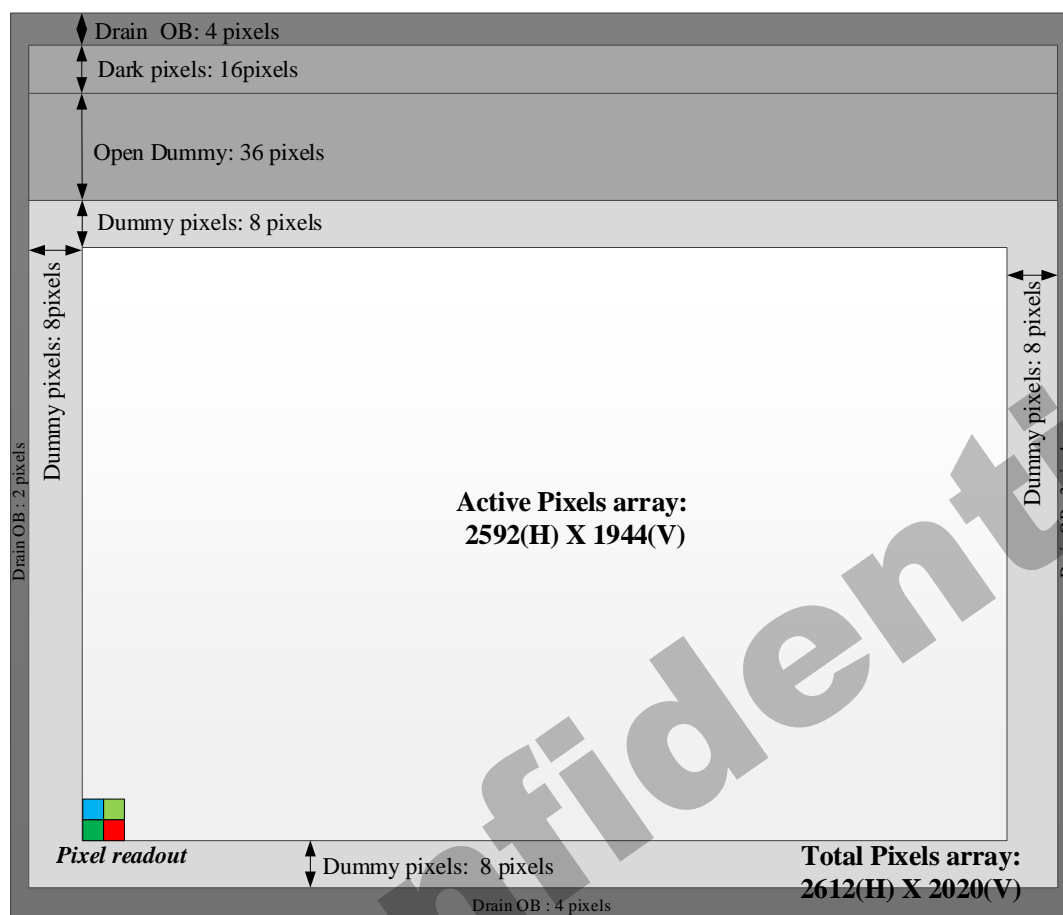 Drain OB: 4 pixels
Dark pixels: 16pixels
Open Dummy: 36 pixels
Dummy pixels: 8 pixels
Dummy pixels: 8pixels
Dummy pixels: 8 pixels
Drain OB : 2 pixels
Active Pixels array:
2592(H) X 1944(V)
Pixel readout
Dummy pixels: 8 pixels
Total Pixels array:
2612(H) X 2020(V)
Drain OB : 4 pixels